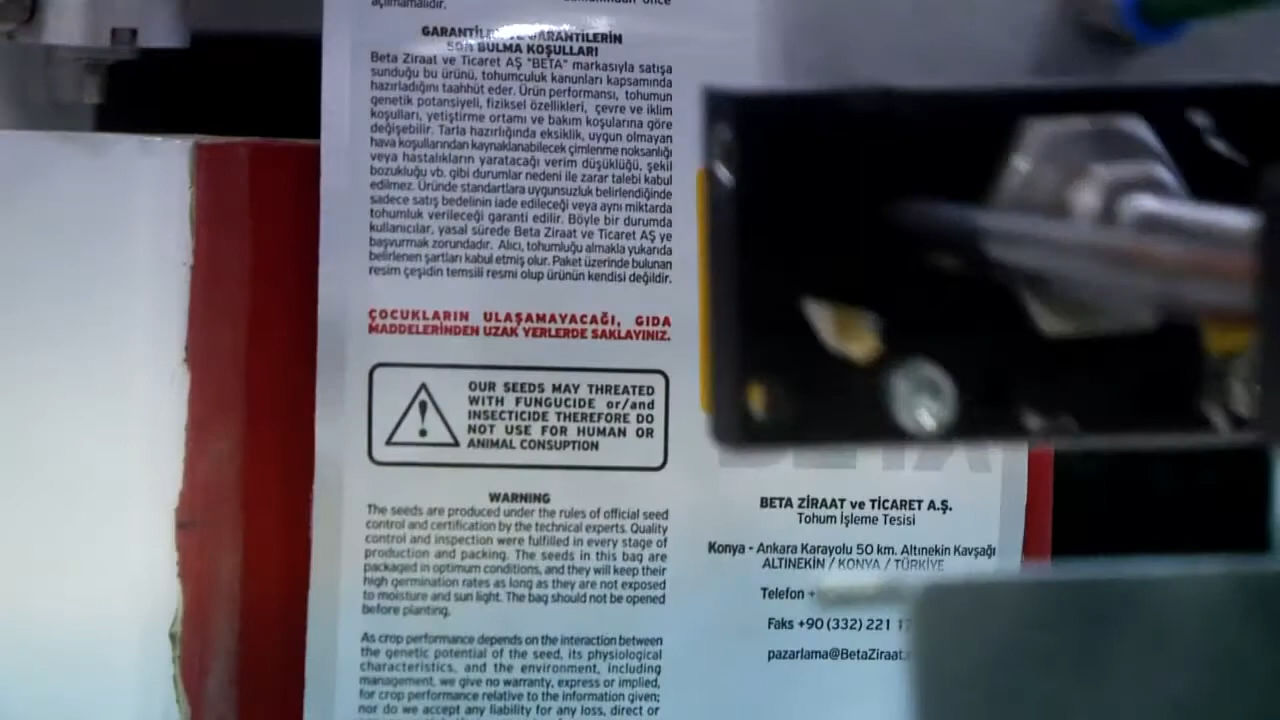 açılmamalıdır.
önce
GARANTİLERİN
SON BULMA KOŞULLARI
Beta Ziraat ve Ticaret AŞ "BETA" markasıyla satışa
sunduğu bu ürünü, tohumculuk kanunları kapsamında
hazırladığını taahhüt eder. Ürün performansı, tohumun
genetik potansiyeli, fiziksel özellikleri, çevre ve iklim
koşulları, yetiştirme ortamı ve bakım koşularına göre
değişebilir. Tarla hazırlığında eksiklik, uygun olmayan
hava koşullarından kaynaklanabilecek çimlenme noksanlığı
veya hastalıkların yaratacağı verim düşüklüğü, şekil
bozukluğu vb. gibi durumlar nedeni ile zarar talebi kabul
edilmez. Üründe standartlara uygunsuzluk belirlendiğinde
sadece satış bedelinin iade edileceği veya aynı miktarda
tohumluk verileceği garanti edilir. Böyle bir durumda
kullanıcılar, yasal sürede Beta Ziraat ve Ticaret AŞ ye
başvurmak zorundadır. Alıcı, tohumluğu almakla yukarıda
belirlenen şartları kabul etmiş olur. Paket üzerinde bulunan
resim çeşidin temsili resmi olup ürünün kendisi değildir.
ÇOCUKLARIN ULAŞAMAYACAĞI, GIDA
MADDELERİNDEN UZAK YERLERDE SAKLAYINIZ.
OUR SEEDS MAY THREATED
WITH FUNGUCIDE or/and
INSECTICIDE THEREFORE DO
NOT USE FOR HUMAN OR
ANIMAL CONSUPTION
WARNING
The seeds are produced under the rules of official seed
control and certification by the technical experts. Quality
control and inspection were fulfilled in every stage of
production and packing. The seeds in this bag are
packaged in optimum conditions, and they will keep their
high germination rates as long as they are not exposed
to moisture and sun light. The bag should not be opened
before planting.
As crop performance depends on the interaction between
the genetic potential of the seed, its physiological
characteristics, and the environment, including
management, we give no warranty, express or implied,
for crop performance relative to the information given;
nor do we accept any liability for any loss, direct or
BETA
BETA ZİRAAT ve TİCARET A.Ş.
Tohum İşleme Tesisi
Konya - Ankara Karayolu 50 km. Altınekin Kavşağı
ALTINEKİN / KONYA / TÜRKİYE
Telefon +
Faks +90 (332) 221 1
pazarlama@BetaZiraat.